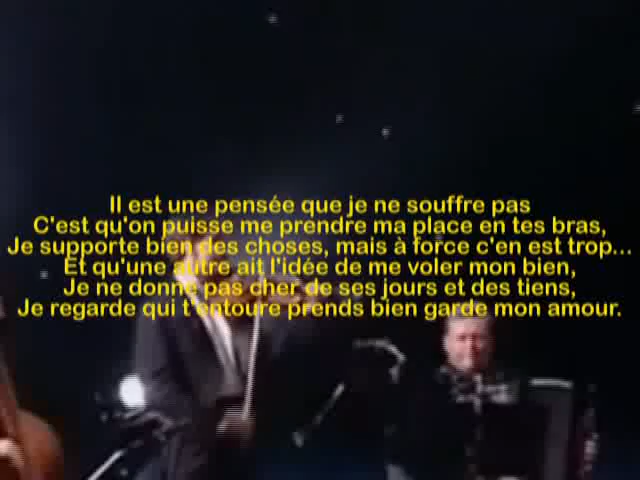 Il est une pensée que je ne souffre pas
C'est qu'on puisse me prendre ma place en tes bras,
Je supporte bien des choses, mais à force c'en est trop...
Et qu'une autre ait l'idée de me voler mon bien,
Je ne donne pas cher de ses jours et des tiens,
Je regarde qui t'entoure prends bien garde mon amour.